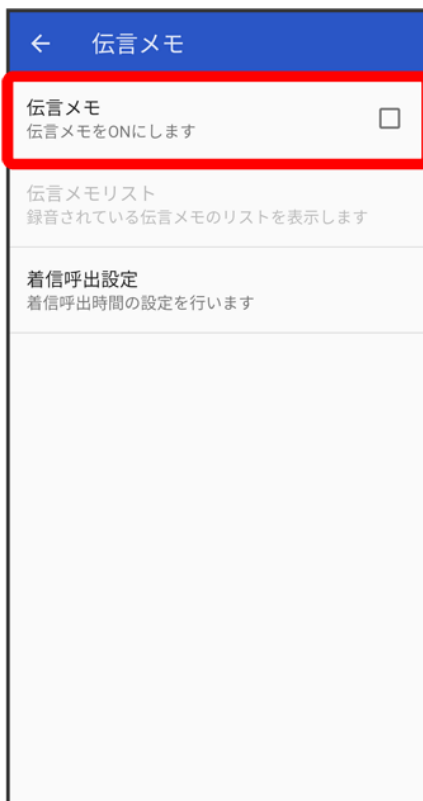 伝言メモ
伝言メモ
伝言メモをONにします
伝言メモリスト
録音されている伝言メモのリストを表示します
着信呼出設定
着信呼出時間の設定を行います